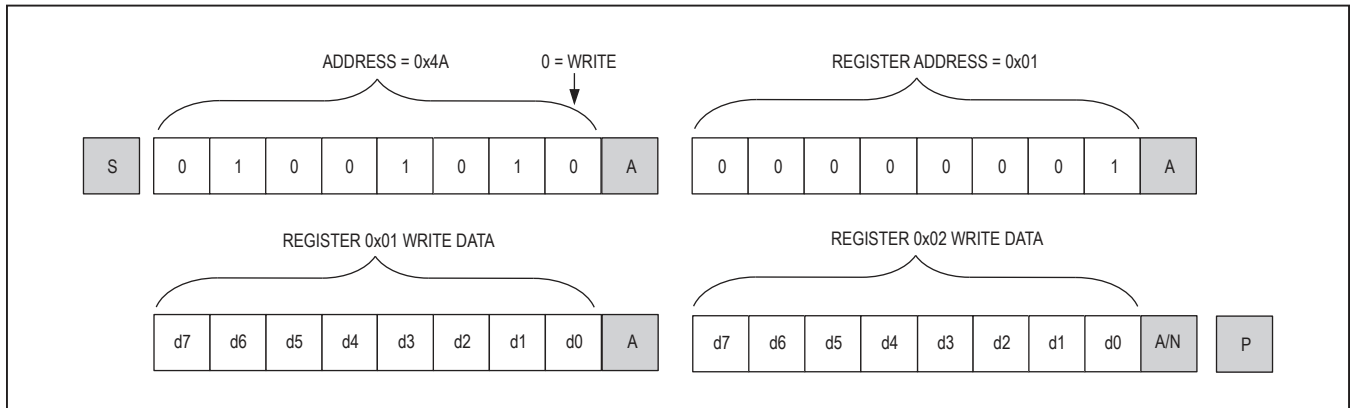 ADDRESS = 0x4A 0 = WRITE REGISTER ADDRESS = 0x01
S 0 1 0 0 1 0 1 0 A 0 0 0 0 0 0 0 1 A
REGISTER 0x01 WRITE DATA REGISTER 0x02 WRITE DATA
d7 d6 d5 d4 d3 d2 d1 d0 A d7 d6 d5 d4 d3 d2 d1 d0 A/N P